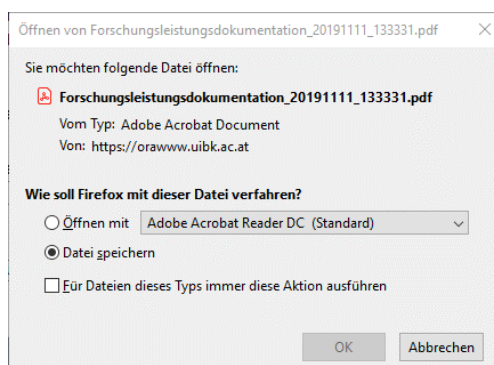 Öffnen von Forschungsleistungsdokumentation_20191111_133331.pdf
Sie möchten folgende Datei öffnen:
Forschungsleistungsdokumentation_20191111_133331.pdf
Vom Typ: Adobe Acrobat Document
Von: https://orawww.uibk.ac.at
Wie soll Firefox mit dieser Datei verfahren?
Öffnen mit Adobe Acrobat Reader DC (Standard)
Datei speichern
Für Dateien dieses Typs immer diese Aktion ausführen
OK Abbrechen